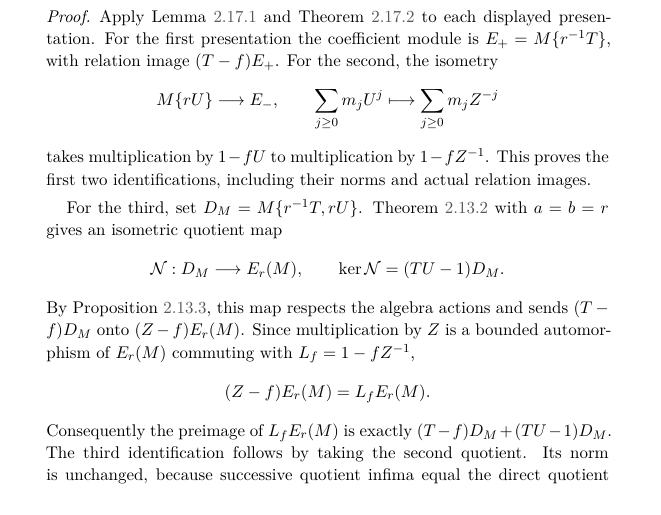 Proof. Apply Lemma 2.17.1 and Theorem 2.17.2 to each displayed presen-
tation. For the first presentation the coefficient module is E₊ = M{r⁻¹T},
with relation image (T − f)E₊. For the second, the isometry
M{rU} ⟶ E₋, ∑_{j≥0} m_jU^j ⟼ ∑_{j≥0} m_jZ^{−j}
takes multiplication by 1 − fU to multiplication by 1 − fZ⁻¹. This proves the
first two identifications, including their norms and actual relation images.
For the third, set D_M = M{r⁻¹T, rU}. Theorem 2.13.2 with a = b = r
gives an isometric quotient map
𝒩 : D_M ⟶ E_r(M), ker 𝒩 = (TU − 1)D_M.
By Proposition 2.13.3, this map respects the algebra actions and sends (T −
f)D_M onto (Z − f)E_r(M). Since multiplication by Z is a bounded automor-
phism of E_r(M) commuting with L_f = 1 − fZ⁻¹,
(Z − f)E_r(M) = L_fE_r(M).
Consequently the preimage of L_fE_r(M) is exactly (T − f)D_M + (TU − 1)D_M.
The third identification follows by taking the second quotient. Its norm
is unchanged, because successive quotient infima equal the direct quotient